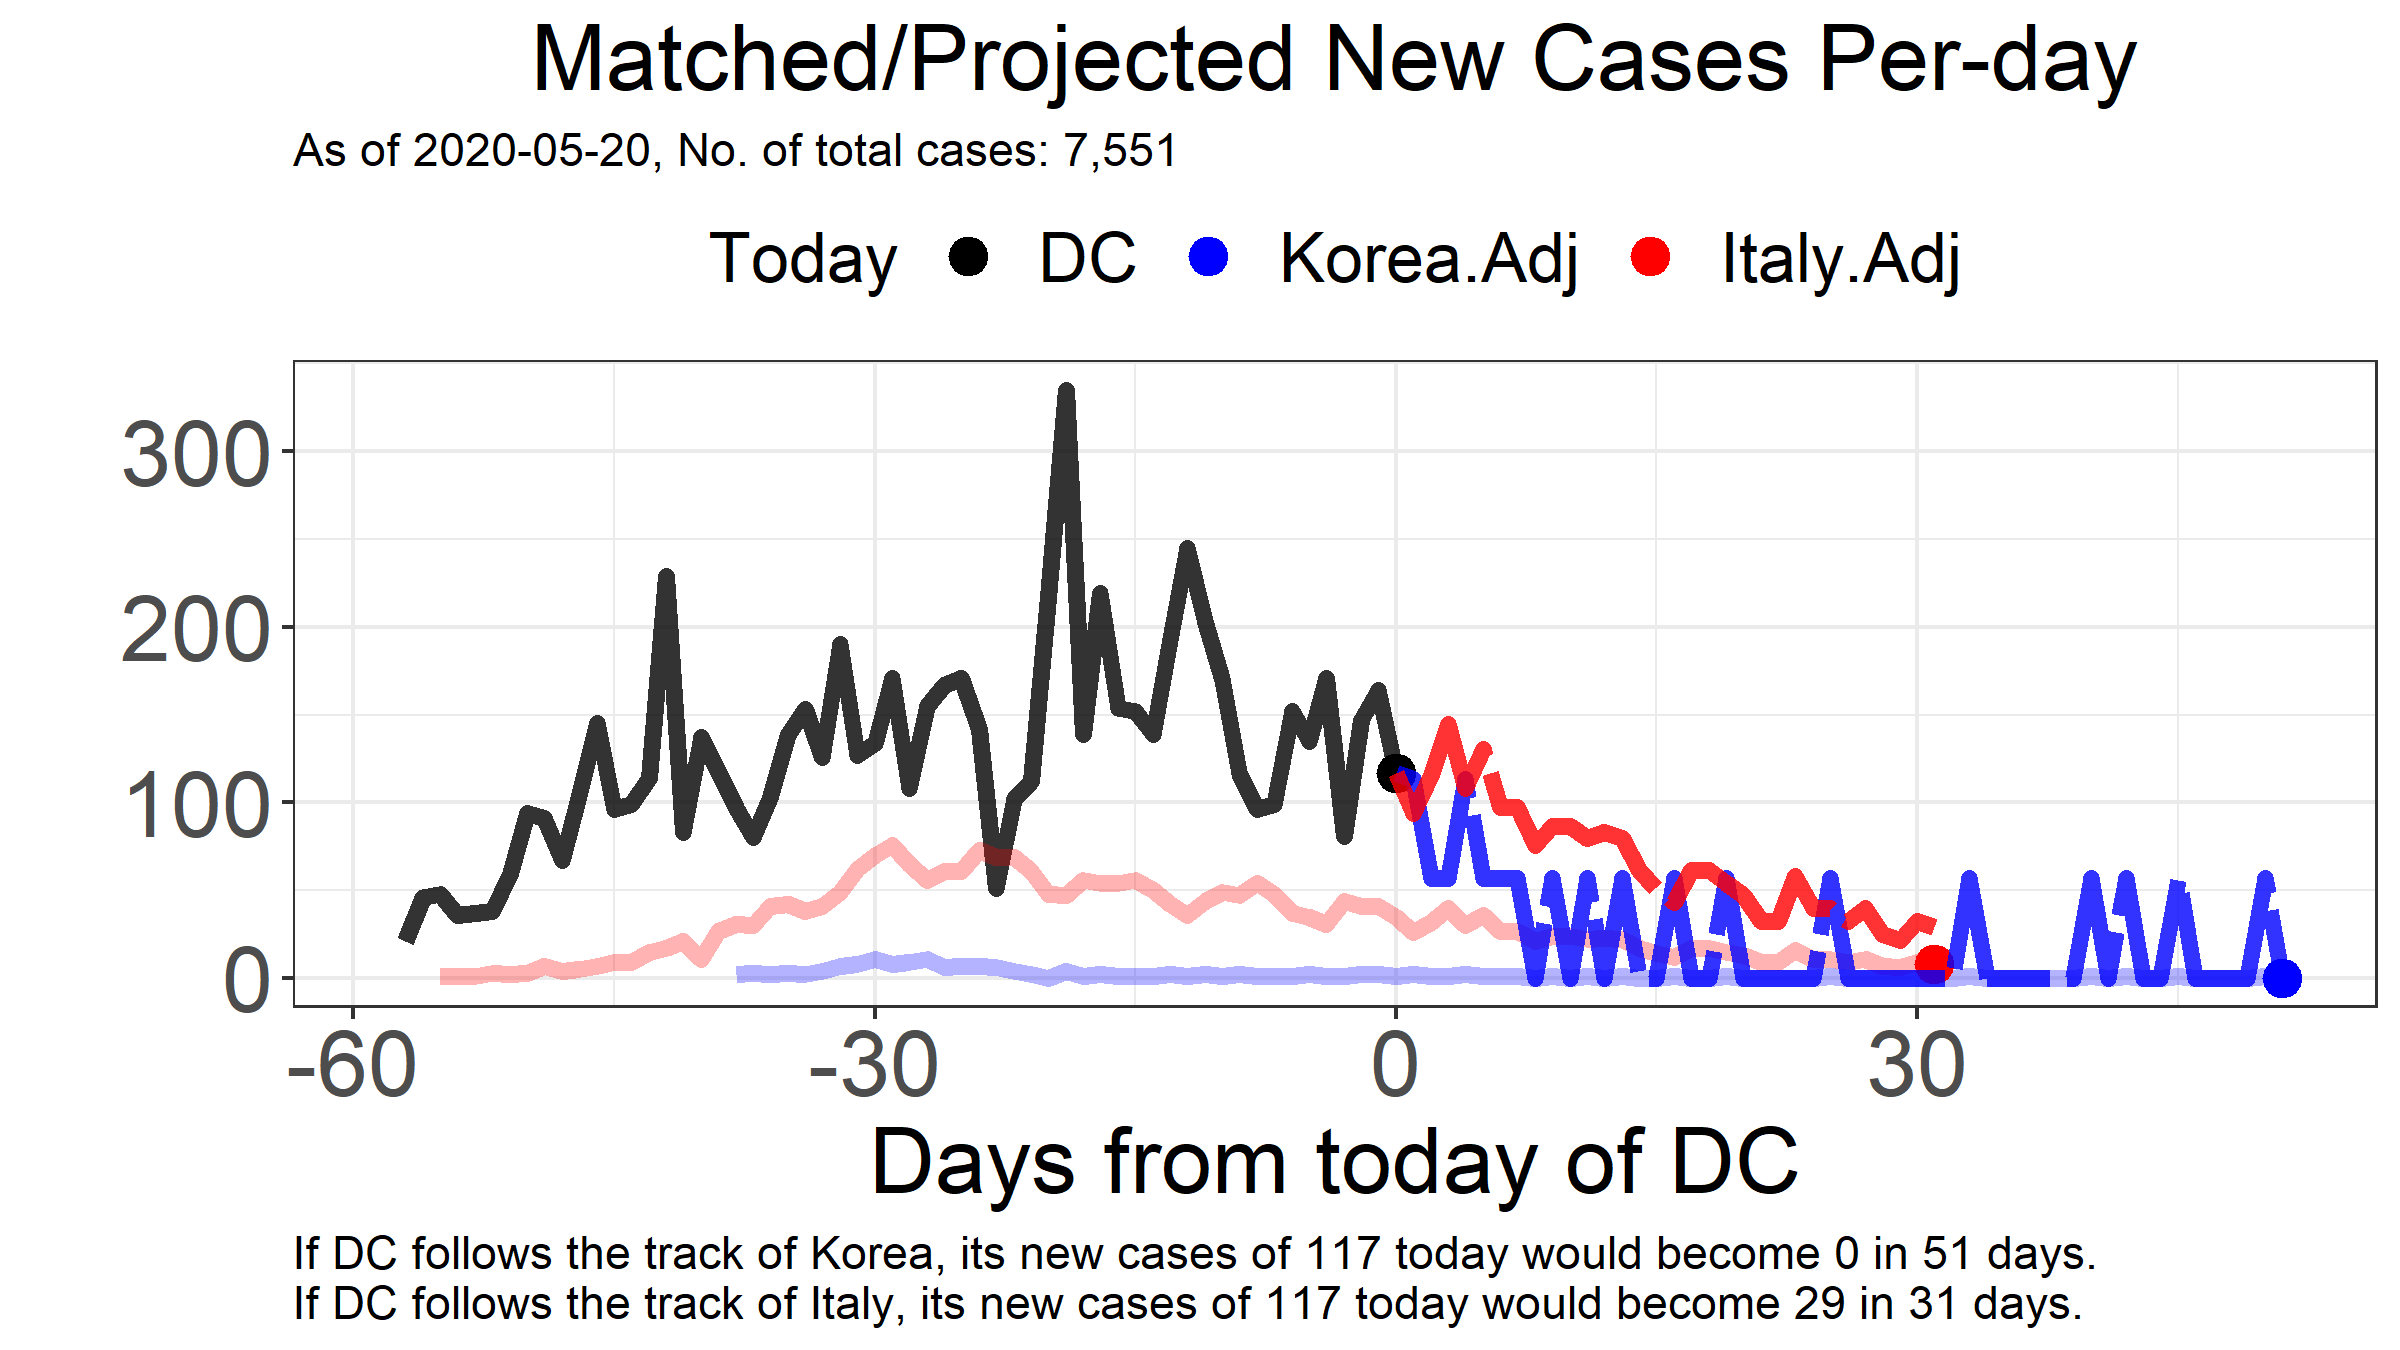 Matched/Projected New Cases Per-day
As of 2020-05-20, No. of total cases: 7,551
Today DC Korea.Adj Italy.Adj
300
200
100
0
-60 -30 0 30
Days from today of DC
If DC follows the track of Korea, its new cases of 117 today would become 0 in 51 days.
If DC follows the track of Italy, its new cases of 117 today would become 29 in 31 days.